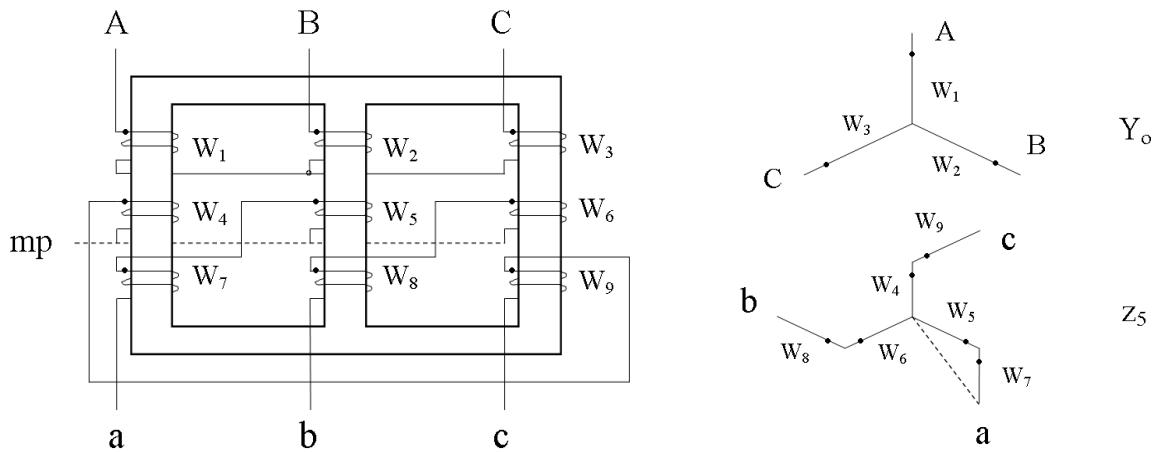 A B C
W₁ W₂ W₃
W₄ W₅ W₆
mp
W₇ W₈ W₉
a b c
A
W₁
W₃
W₂
B
C
Yₒ
W₉
c
W₄
b
W₅
W₈
W₆
W₇
a
z₅